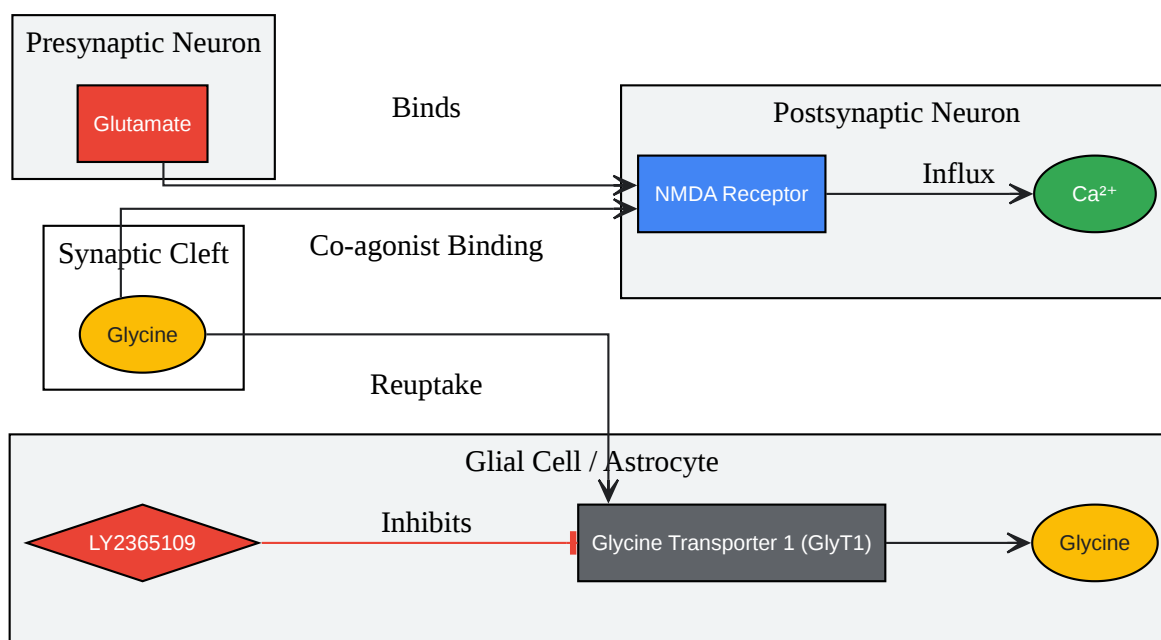 Presynaptic Neuron
Glutamate
Binds
Postsynaptic Neuron
NMDA Receptor
Influx
Ca²⁺
Co-agonist Binding
Synaptic Cleft
Glycine
Reuptake
Glial Cell / Astrocyte
LY2365109
Inhibits
Glycine Transporter 1 (GlyT1)
Glycine